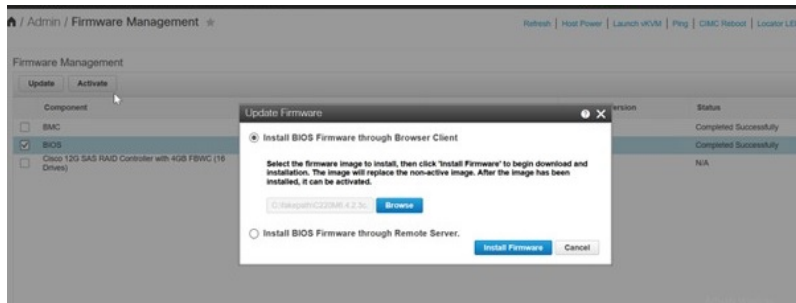 / Admin / Firmware Management
Refresh | Host Power | Launch vKVM | Ping | CIMC Reboot | Locator LED
Firmware Management
Update Activate
Component
ersion
Status
BMC
Completed Successfully
BIOS
Completed Successfully
Cisco 12G SAS RAID Controller with 4GB FBWC (16
Drives)
N/A
Update Firmware
Install BIOS Firmware through Browser Client
Select the firmware image to install, then click 'Install Firmware' to begin download and
installation. The image will replace the non-active image. After the image has been
installed, it can be activated.
Browse
Install BIOS Firmware through Remote Server.
Install Firmware Cancel